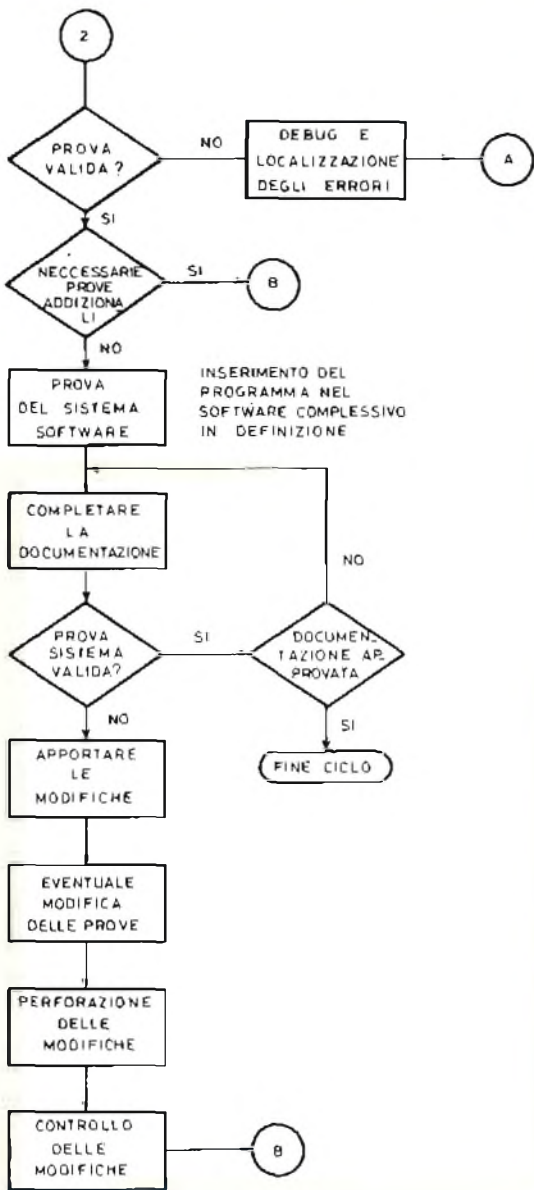 2
PROVA
VALIDA?
NO
DEBUG E
LOCALIZZAZIONE
DEGLI ERRORI
A
SI
NECCESSARIE
PROVE
ADDIZIONA
LI
SI
B
NO
PROVA
DEL SISTEMA
SOFTWARE
INSERIMENTO DEL
PROGRAMMA NEL
SOFTWARE COMPLESSIVO
IN DEFINIZIONE
COMPLETARE
LA
DOCUMENTAZIONE
NO
PROVA
SISTEMA
VALIDA?
SI
DOCUMEN-
TAZIONE AP_
PROVATA
NO
SI
APPORTARE
LE
MODIFICHE
FINE CICLO
EVENTUALE
MODIFICA
DELLE PROVE
PERFORAZIONE
DELLE
MODIFICHE
CONTROLLO
DELLE
MODIFICHE
B